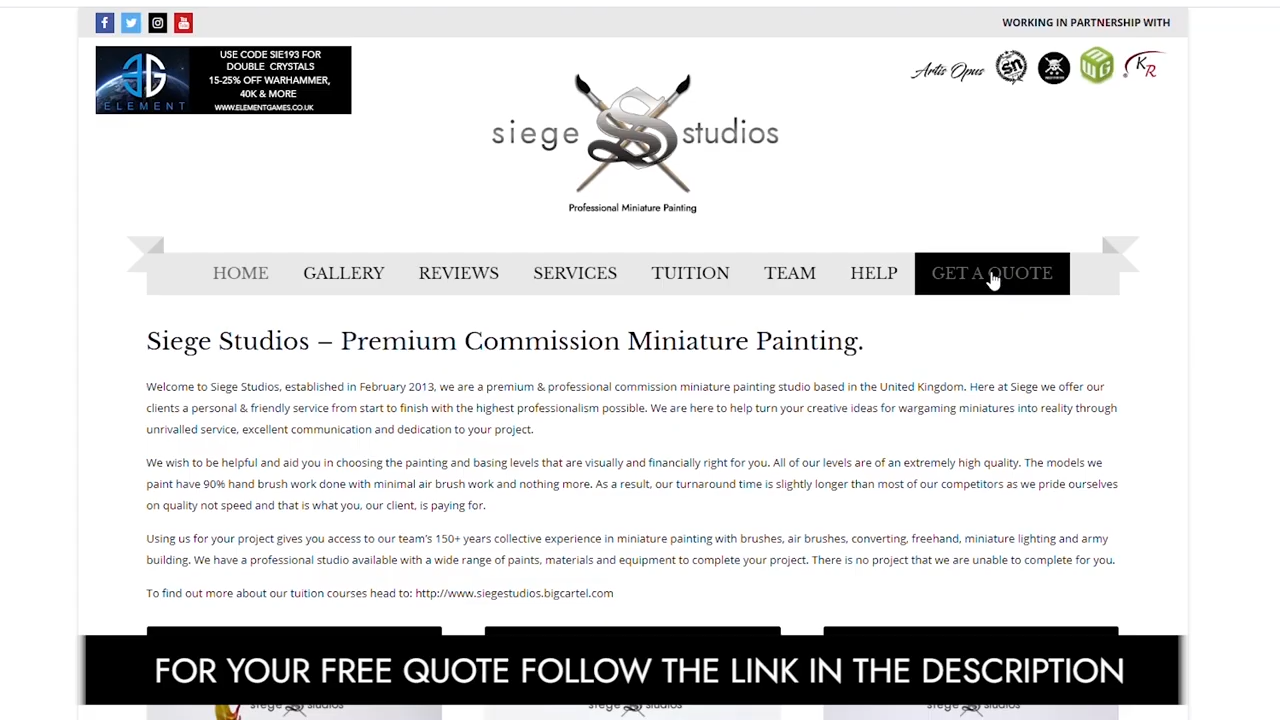 WORKING IN PARTNERSHIP WITH
USE CODE SIE193 FOR
DOUBLE CRYSTALS
15-25% OFF WARHAMMER,
40K & MORE
WWW.ELEMENTGAMES.CO.UK
ELEMENT
Artis Opus
KR
siege studios
Professional Miniature Painting
HOME GALLERY REVIEWS SERVICES TUITION TEAM HELP GET A QUOTE
Siege Studios – Premium Commission Miniature Painting.
Welcome to Siege Studios, established in February 2013, we are a premium & professional commission miniature painting studio based in the United Kingdom. Here at Siege we offer our
clients a personal & friendly service from start to finish with the highest professionalism possible. We are here to help turn your creative ideas for wargaming miniatures into reality through
unrivalled service, excellent communication and dedication to your project.
We wish to be helpful and aid you in choosing the painting and basing levels that are visually and financially right for you. All of our levels are of an extremely high quality. The models we
paint have 90% hand brush work done with minimal air brush work and nothing more. As a result, our turnaround time is slightly longer than most of our competitors as we pride ourselves
on quality not speed and that is what you, our client, is paying for.
Using us for your project gives you access to our team's 150+ years collective experience in miniature painting with brushes, air brushes, converting, freehand, miniature lighting and army
building. We have a professional studio available with a wide range of paints, materials and equipment to complete your project. There is no project that we are unable to complete for you.
To find out more about our tuition courses head to: http://www.siegestudios.bigcartel.com
FOR YOUR FREE QUOTE FOLLOW THE LINK IN THE DESCRIPTION